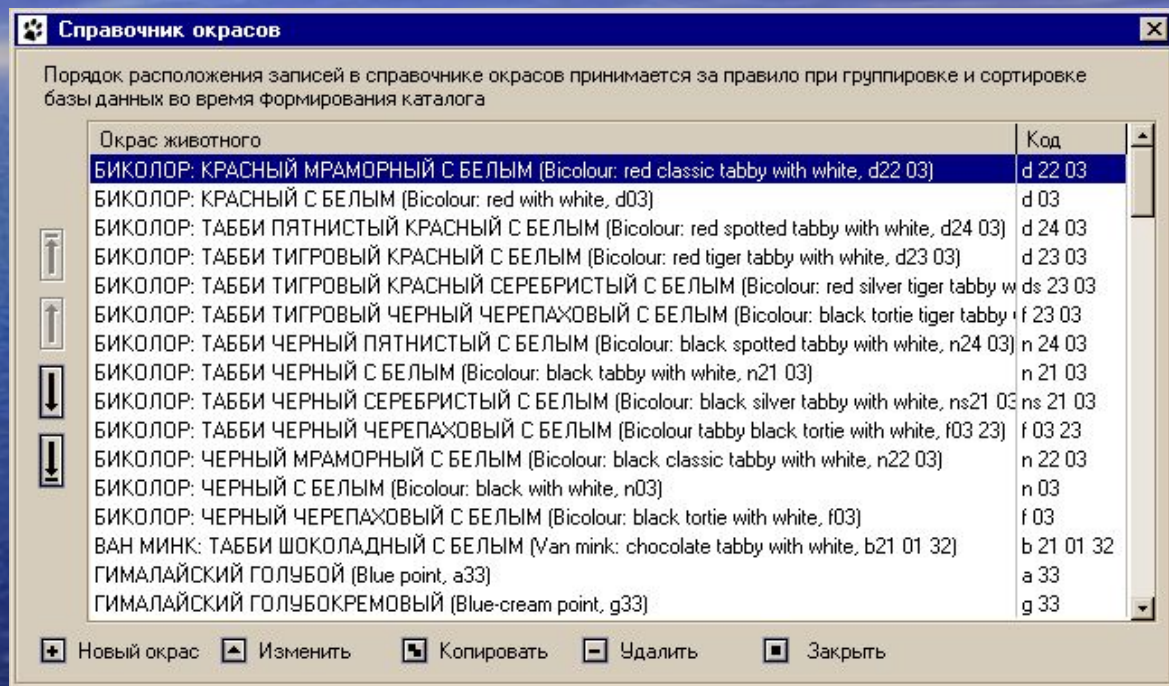 Справочник окрасов
Порядок расположения записей в справочнике окрасов принимается за правило при группировке и сортировке
базы данных во время формирования каталога
Окрас животного Код
БИКОЛОР: КРАСНЫЙ МРАМОРНЫЙ С БЕЛЫМ (Bicolour: red classic tabby with white, d22 03) d 22 03
БИКОЛОР: КРАСНЫЙ С БЕЛЫМ (Bicolour: red with white, d03) d 03
БИКОЛОР: ТАББИ ПЯТНИСТЫЙ КРАСНЫЙ С БЕЛЫМ (Bicolour: red spotted tabby with white, d24 03) d 24 03
БИКОЛОР: ТАББИ ТИГРОВЫЙ КРАСНЫЙ С БЕЛЫМ (Bicolour: red tiger tabby with white, d23 03) d 23 03
БИКОЛОР: ТАББИ ТИГРОВЫЙ КРАСНЫЙ СЕРЕБРИСТЫЙ С БЕЛЫМ (Bicolour: red silver tiger tabby w ds 23 03
БИКОЛОР: ТАББИ ТИГРОВЫЙ ЧЕРНЫЙ ЧЕРЕПАХОВЫЙ С БЕЛЫМ (Bicolour: black tortie tiger tabby f 23 03
БИКОЛОР: ТАББИ ЧЕРНЫЙ ПЯТНИСТЫЙ С БЕЛЫМ (Bicolour: black spotted tabby with white, n24 03) n 24 03
БИКОЛОР: ТАББИ ЧЕРНЫЙ С БЕЛЫМ (Bicolour: black tabby with white, n21 03) n 21 03
БИКОЛОР: ТАББИ ЧЕРНЫЙ СЕРЕБРИСТЫЙ С БЕЛЫМ (Bicolour: black silver tabby with white, ns21 03 ns 21 03
БИКОЛОР: ТАББИ ЧЕРНЫЙ ЧЕРЕПАХОВЫЙ С БЕЛЫМ (Bicolour tabby black tortie with white, f03 23) f 03 23
БИКОЛОР: ЧЕРНЫЙ МРАМОРНЫЙ С БЕЛЫМ (Bicolour: black classic tabby with white, n22 03) n 22 03
БИКОЛОР: ЧЕРНЫЙ С БЕЛЫМ (Bicolour: black with white, n03) n 03
БИКОЛОР: ЧЕРНЫЙ ЧЕРЕПАХОВЫЙ С БЕЛЫМ (Bicolour: black tortie with white, f03) f 03
ВАН МИНК: ТАББИ ШОКОЛАДНЫЙ С БЕЛЫМ (Van mink: chocolate tabby with white, b21 01 32) b 21 01 32
ГИМАЛАЙСКИЙ ГОЛУБОЙ (Blue point, a33) a 33
ГИМАЛАЙСКИЙ ГОЛУБОКРЕМОВЫЙ (Blue-cream point, g33) g 33
Новый окрас Изменить Копировать Удалить Закрыть